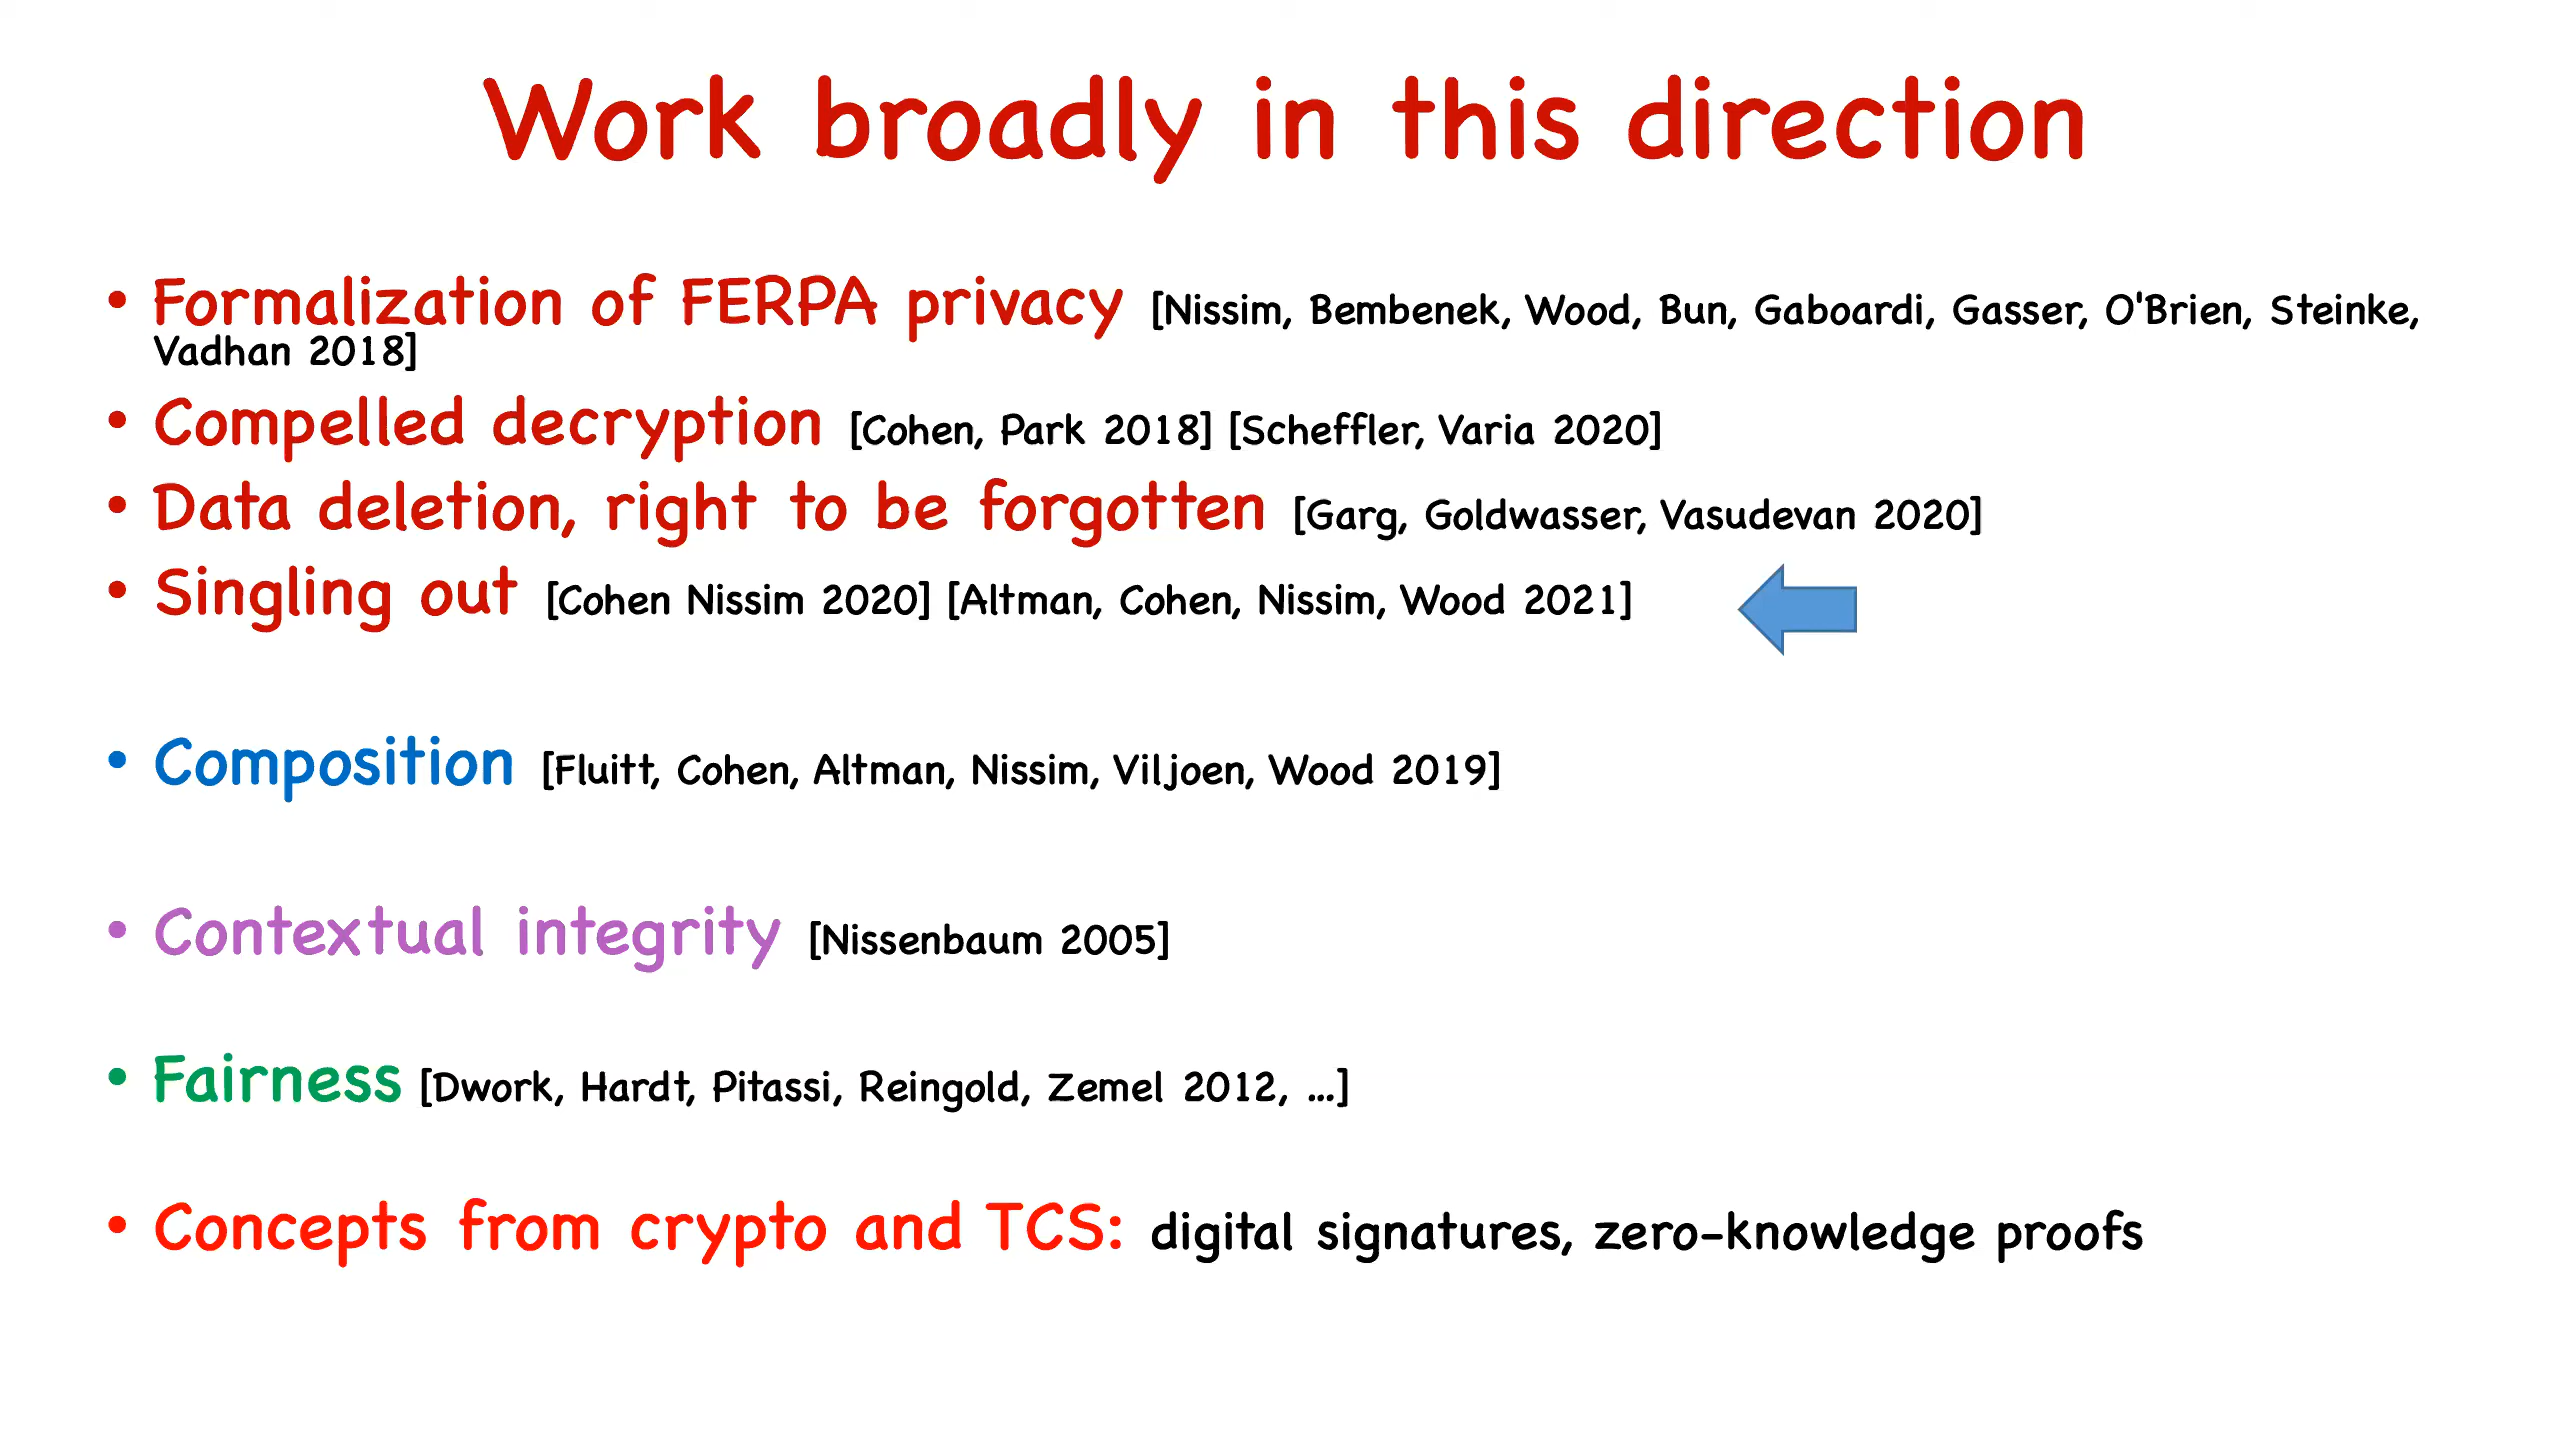 Work broadly in this direction
• Formalization of FERPA privacy [Nissim, Bembenek, Wood, Bun, Gaboardi, Gasser, O'Brien, Steinke,
Vadhan 2018]
• Compelled decryption [Cohen, Park 2018] [Scheffler, Varia 2020]
• Data deletion, right to be forgotten [Garg, Goldwasser, Vasudevan 2020]
• Singling out [Cohen Nissim 2020] [Altman, Cohen, Nissim, Wood 2021]
• Composition [Fluitt, Cohen, Altman, Nissim, Viljoen, Wood 2019]
• Contextual integrity [Nissenbaum 2005]
• Fairness [Dwork, Hardt, Pitassi, Reingold, Zemel 2012, …]
• Concepts from crypto and TCS: digital signatures, zero-knowledge proofs